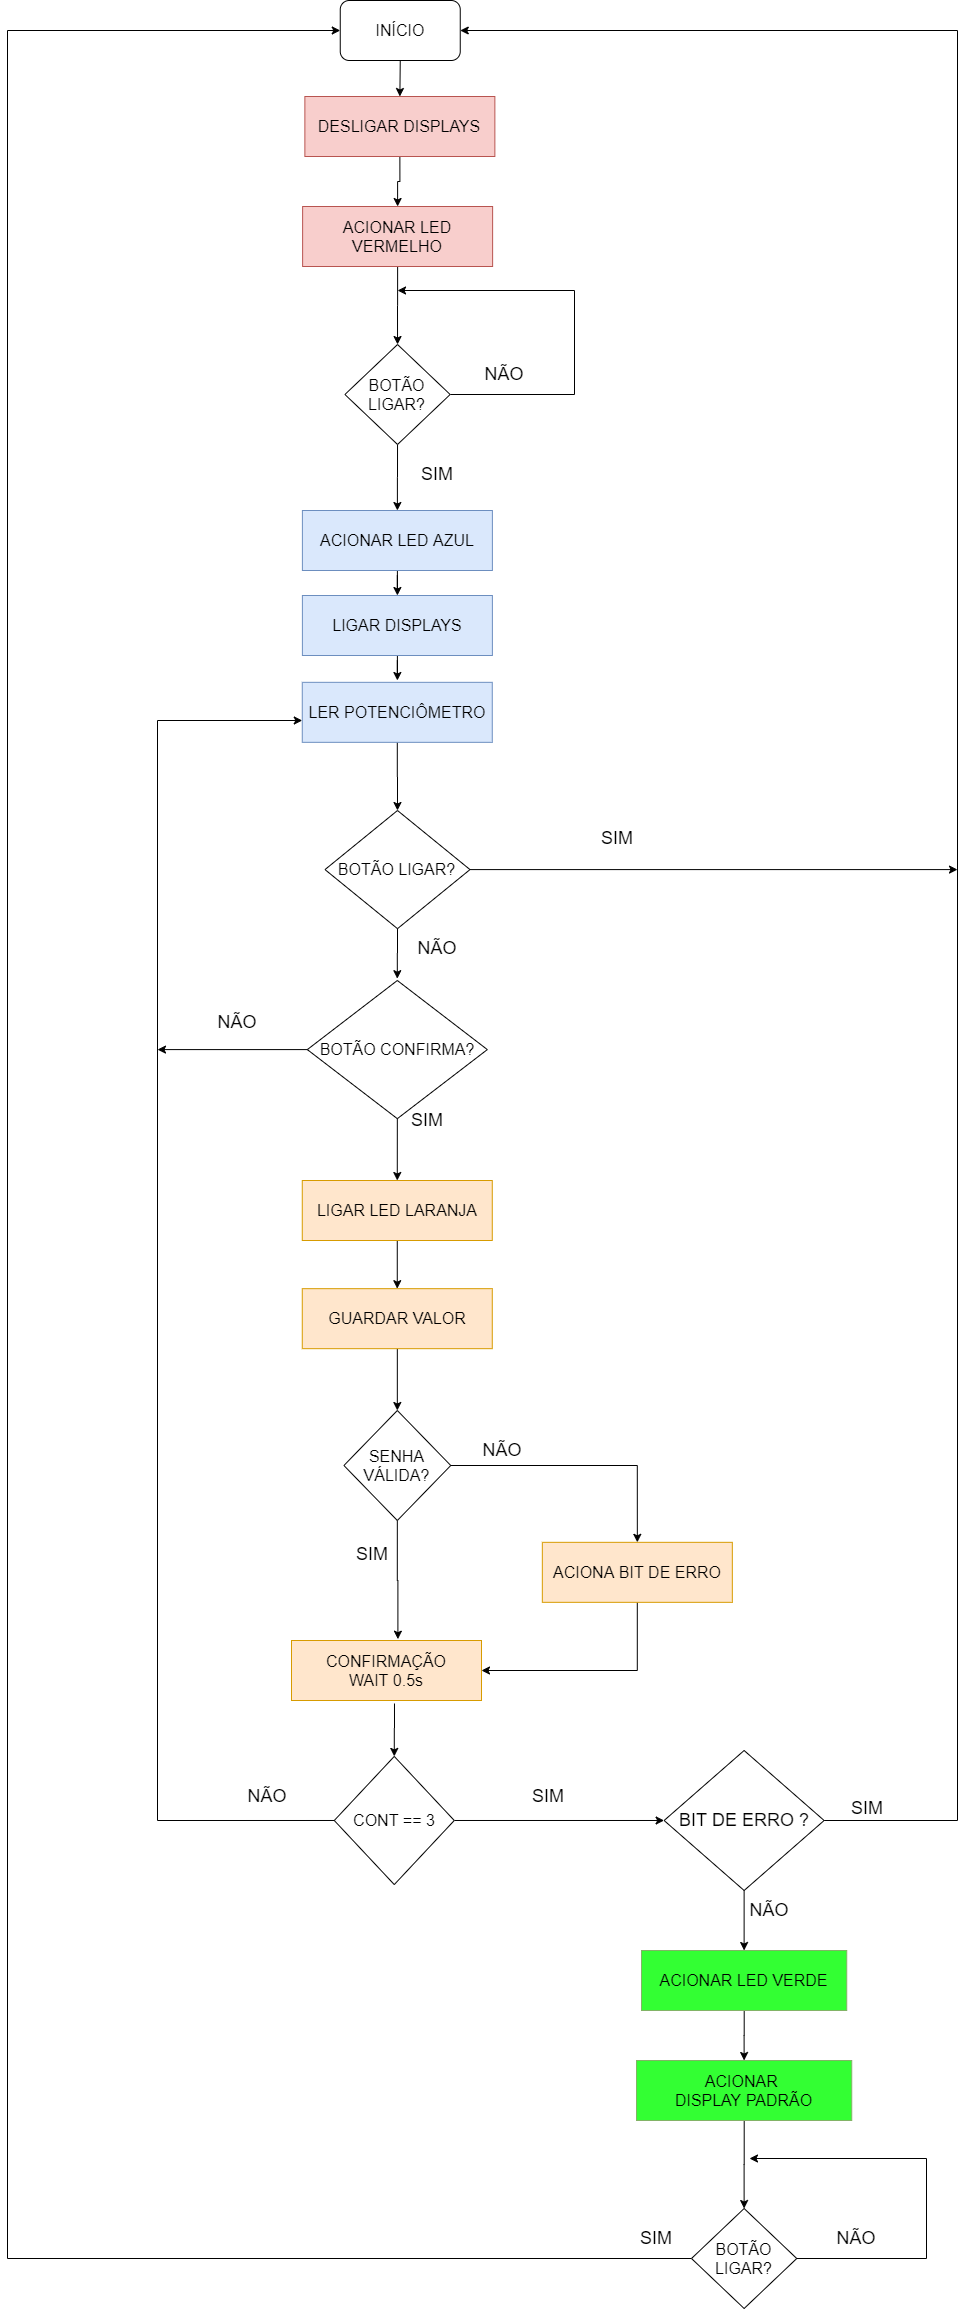 INÍCIO
DESLIGAR DISPLAYS
ACIONAR LED
VERMELHO
BOTÃO
LIGAR?
NÃO
SIM
ACIONAR LED AZUL
LIGAR DISPLAYS
LER POTENCIÔMETRO
BOTÃO LIGAR?
SIM
NÃO
BOTÃO CONFIRMA?
NÃO
SIM
LIGAR LED LARANJA
GUARDAR VALOR
SENHA
VÁLIDA?
NÃO
SIM
ACIONA BIT DE ERRO
CONFIRMAÇÃO
WAIT 0.5s
CONT == 3
NÃO
SIM
BIT DE ERRO ?
SIM
NÃO
ACIONAR LED VERDE
ACIONAR
DISPLAY PADRÃO
BOTÃO
LIGAR?
SIM
NÃO